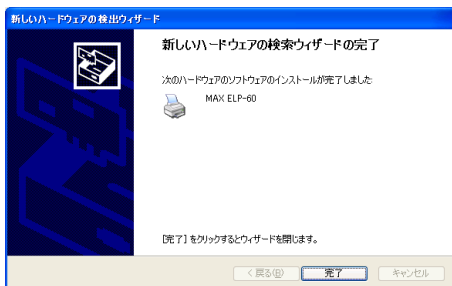 新しいハードウェアの検出ウィザード
新しいハードウェアの検索ウィザードの完了
次のハードウェアのソフトウェアのインストールが完了しました
MAX ELP-60
[完了] をクリックするとウィザードを閉じます。
< 戻る(B)
完了
キャンセル